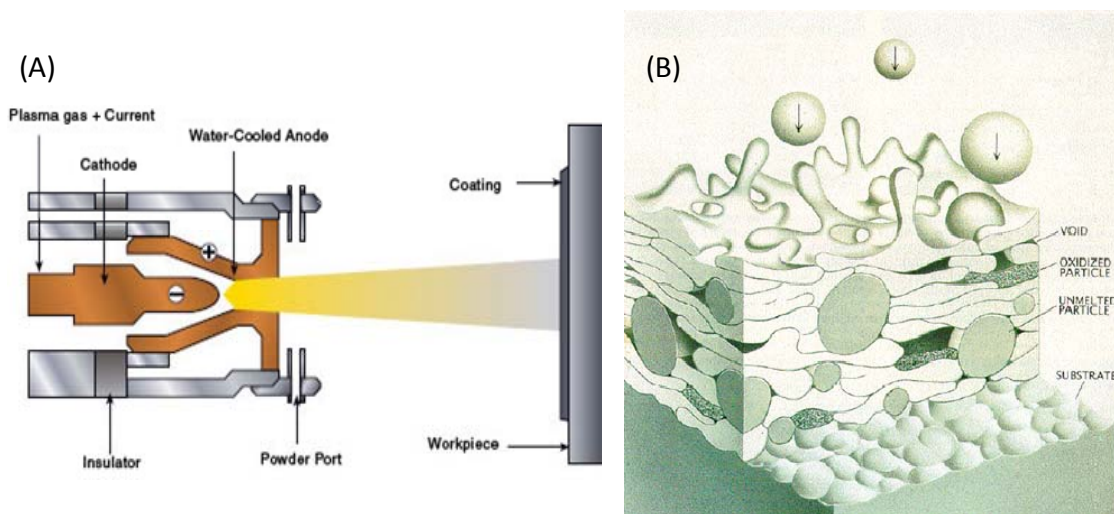 (A)
Plasma gas + Current
Water-Cooled Anode
Cathode
Coating
+
−
Insulator
Powder Port
Workpiece
(B)
VOID
OXIDIZED
PARTICLE
UNMELTED
PARTICLE
SUBSTRATE